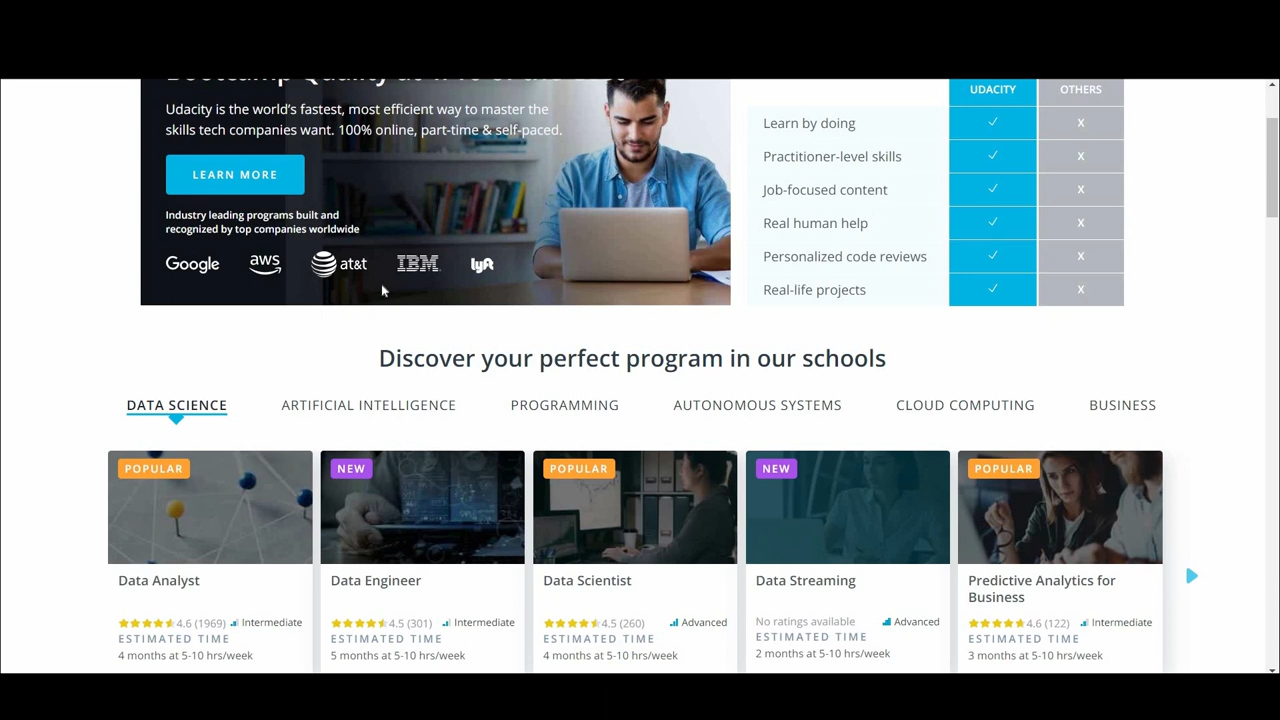 Udacity is the world's fastest, most efficient way to master the
skills tech companies want. 100% online, part-time & self-paced.
LEARN MORE
Industry leading programs built and
recognized by top companies worldwide
Google aws at&t IBM lyft
UDACITY OTHERS
Learn by doing X
Practitioner-level skills X
Job-focused content X
Real human help X
Personalized code reviews X
Real-life projects X
Discover your perfect program in our schools
DATA SCIENCE ARTIFICIAL INTELLIGENCE PROGRAMMING AUTONOMOUS SYSTEMS CLOUD COMPUTING BUSINESS
POPULAR
Data Analyst
4.6 (1969) Intermediate
ESTIMATED TIME
4 months at 5-10 hrs/week
NEW
Data Engineer
4.5 (301) Intermediate
ESTIMATED TIME
5 months at 5-10 hrs/week
POPULAR
Data Scientist
4.5 (260) Advanced
ESTIMATED TIME
4 months at 5-10 hrs/week
NEW
Data Streaming
No ratings available Advanced
ESTIMATED TIME
2 months at 5-10 hrs/week
POPULAR
Predictive Analytics for
Business
4.6 (122) Intermediate
ESTIMATED TIME
3 months at 5-10 hrs/week